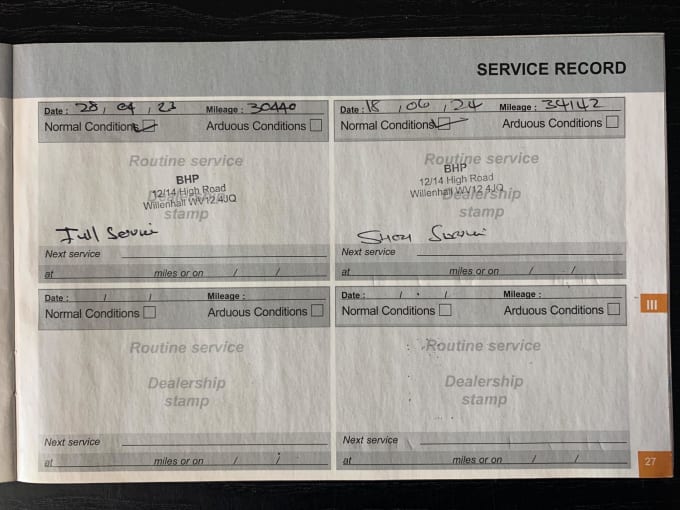 SERVICE RECORD
Date : 28 , 04 , 23 Mileage : 30440
Normal Conditions Arduous Conditions
Routine service
BHP
12/14 High Road
Willenhall WV12 4JQ
Dealership
stamp
Full Service
Next service
at miles or on / /
Date : 18 , 06 , 24 Mileage : 34142
Normal Conditions Arduous Conditions
Routine service
BHP
12/14 High Road
Willenhall WV12 4JQ
Dealership
stamp
Service
Next service
at miles or on / /
Date : / / Mileage :
Normal Conditions Arduous Conditions
Routine service
Dealership
stamp
Next service
at miles or on / /
Date : / / Mileage :
Normal Conditions Arduous Conditions
Routine service
Dealership
stamp
Next service
at miles or on / /
III
27